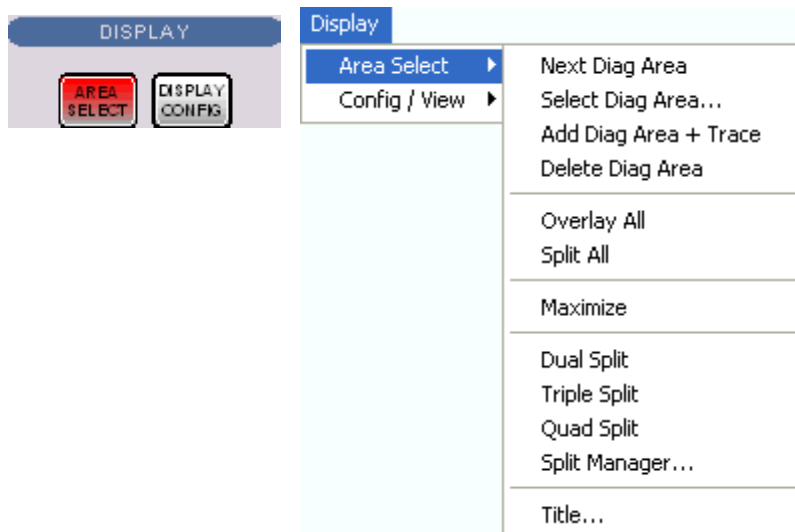 DISPLAY
AREA
SELECT
DISPLAY
CONFIG
Display
Area Select
Config / View
Next Diag Area
Select Diag Area...
Add Diag Area + Trace
Delete Diag Area
Overlay All
Split All
Maximize
Dual Split
Triple Split
Quad Split
Split Manager...
Title...